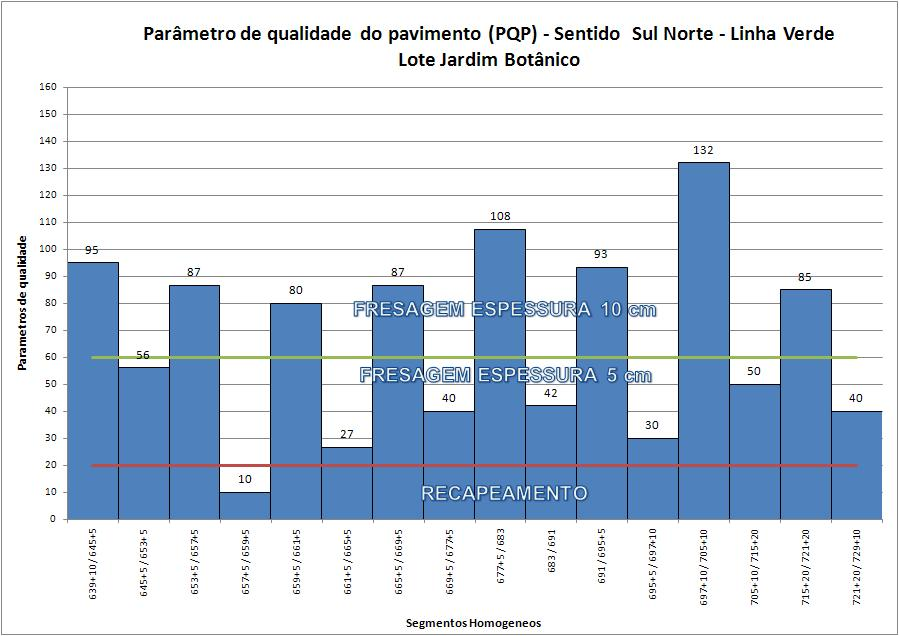 Parâmetro de qualidade do pavimento (PQP) - Sentido Sul Norte - Linha Verde
Lote Jardim Botânico
Parametros de qualidade
160
150
140
130
120
110
100
90
80
70
60
50
40
30
20
10
0
95
56
87
10
80
27
87
40
108
42
93
30
132
50
85
40
FRESAGEM ESPESSURA 10 cm
FRESAGEM ESPESSURA 5 cm
RECAPEAMENTO
639+10 / 645+5
645+5 / 653+5
653+5 / 657+5
657+5 / 659+5
659+5 / 661+5
661+5 / 665+5
665+5 / 669+5
669+5 / 677+5
677+5 / 683
683 / 691
691 / 695+5
695+5 / 697+10
697+10 / 705+10
705+10 / 715+20
715+20 / 721+20
721+20 / 729+10
Segmentos Homogeneos